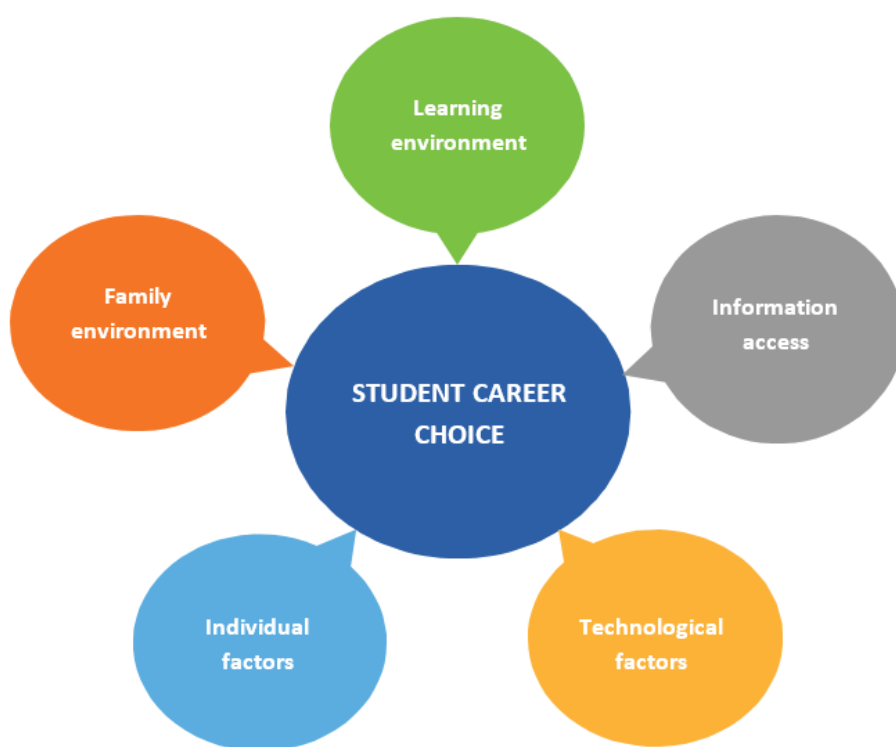 Learning
environment
Family
environment
Information
access
STUDENT CAREER
CHOICE
Individual
factors
Technological
factors